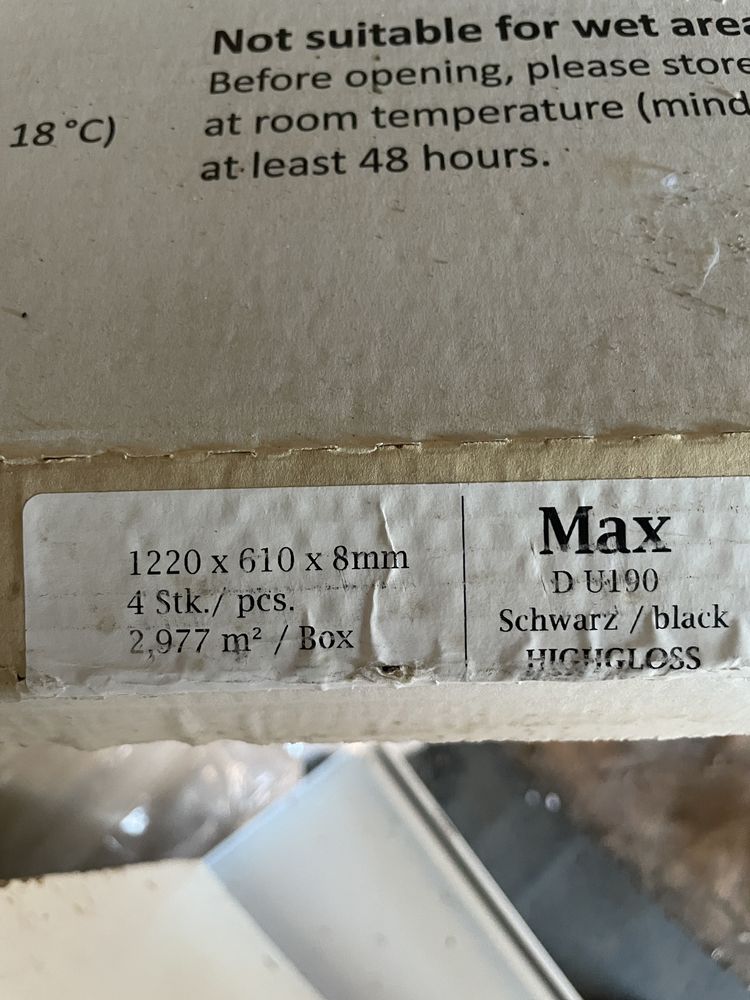 Not suitable for wet area
Before opening, please store
18 °C)
at room temperature (mind
at least 48 hours.
1220 x 610 x 8mm
4 Stk./ pcs.
2,977 m² / Box
Max
D U190
Schwarz / black
HIGHGLOSS